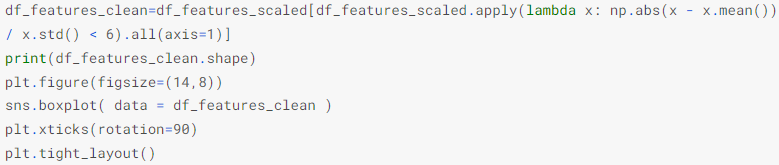 df_features_clean=df_features_scaled[df_features_scaled.apply(lambda x: np.abs(x - x.mean())
/ x.std() < 6).all(axis=1)]
print(df_features_clean.shape)
plt.figure(figsize=(14,8))
sns.boxplot( data = df_features_clean )
plt.xticks(rotation=90)
plt.tight_layout()